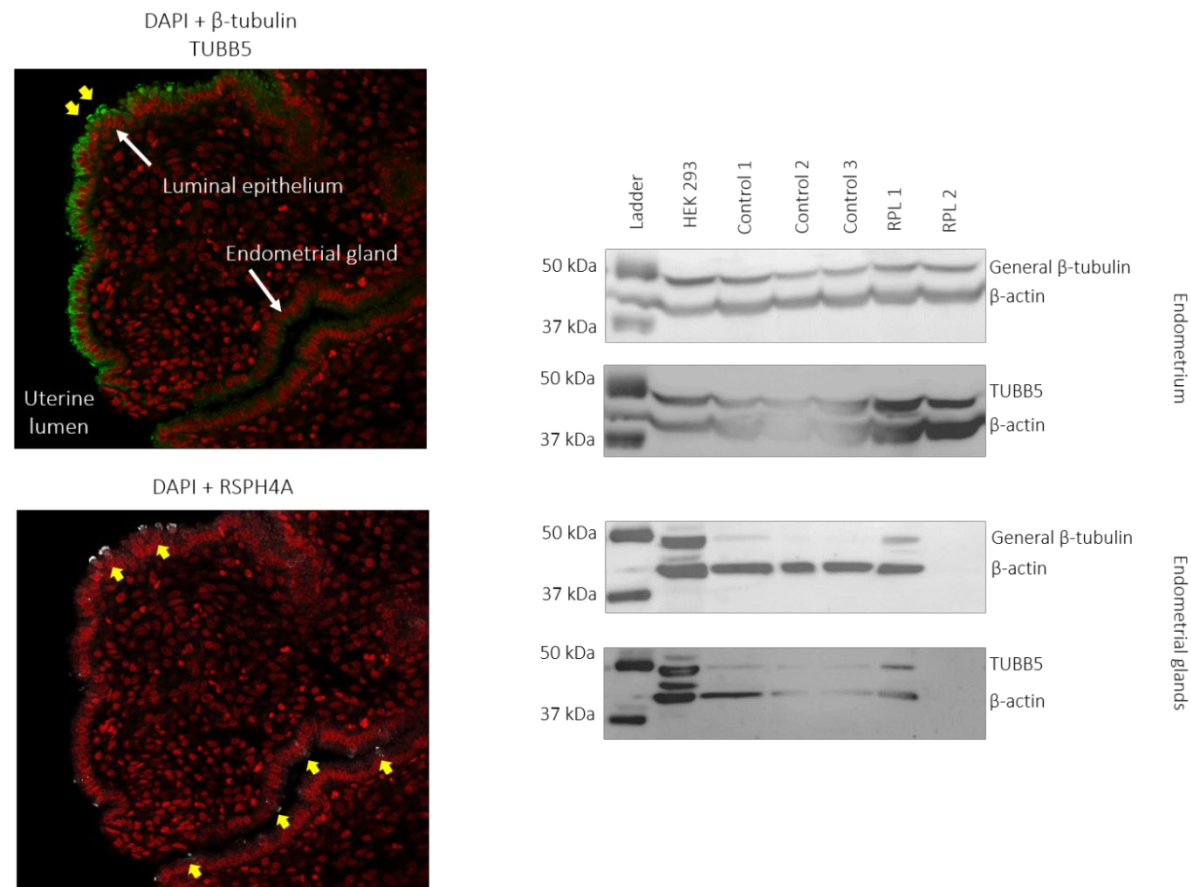 DAPI + β-tubulin
TUBB5
Luminal epithelium
Endometrial gland
Uterine
lumen
DAPI + RSPH4A
Ladder
HEK 293
Control 1
Control 2
Control 3
RPL 1
RPL 2
50 kDa
General β-tubulin
β-actin
37 kDa
50 kDa
TUBB5
β-actin
37 kDa
Endometrium
50 kDa
General β-tubulin
β-actin
37 kDa
50 kDa
TUBB5
β-actin
37 kDa
Endometrial glands